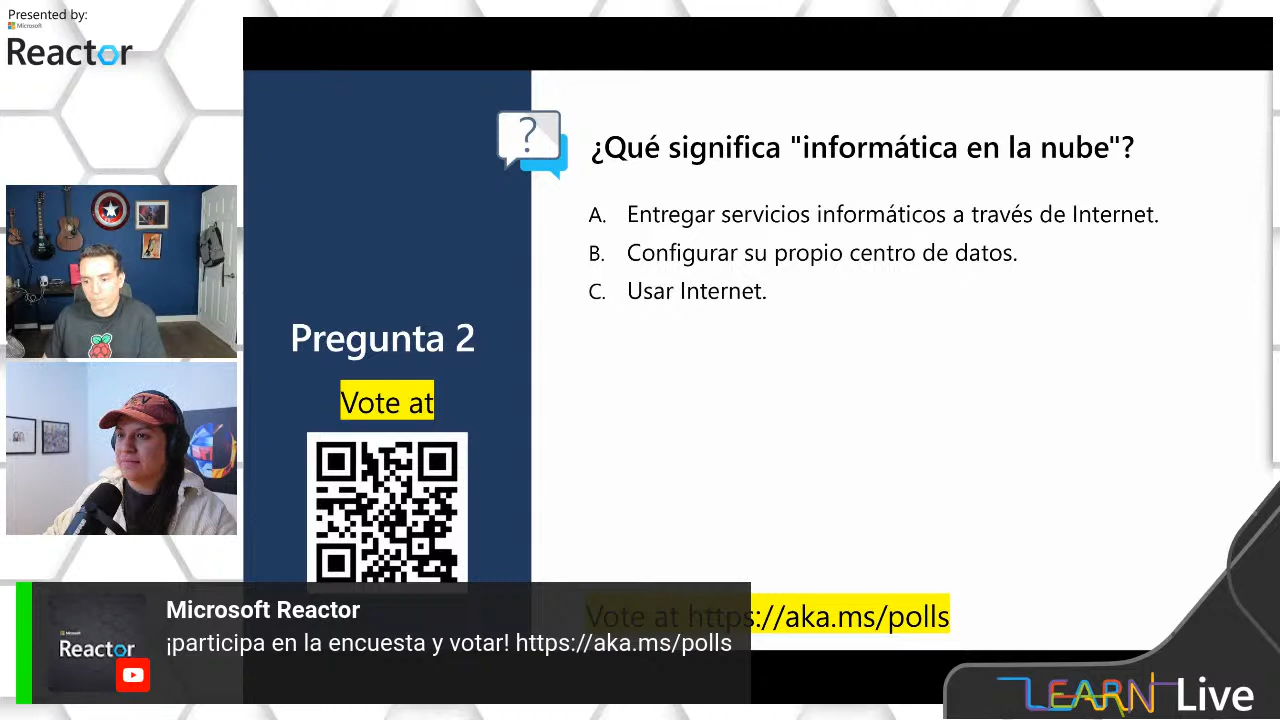 Presented by:
Microsoft
Reactor
?
¿Qué significa "informática en la nube"?
A. Entregar servicios informáticos a través de Internet.
B. Configurar su propio centro de datos.
C. Usar Internet.
Pregunta 2
Vote at
Vote at https://aka.ms/polls
Microsoft Reactor
¡participa en la encuesta y votar! https://aka.ms/polls
Microsoft
Reactor
LEARN Live